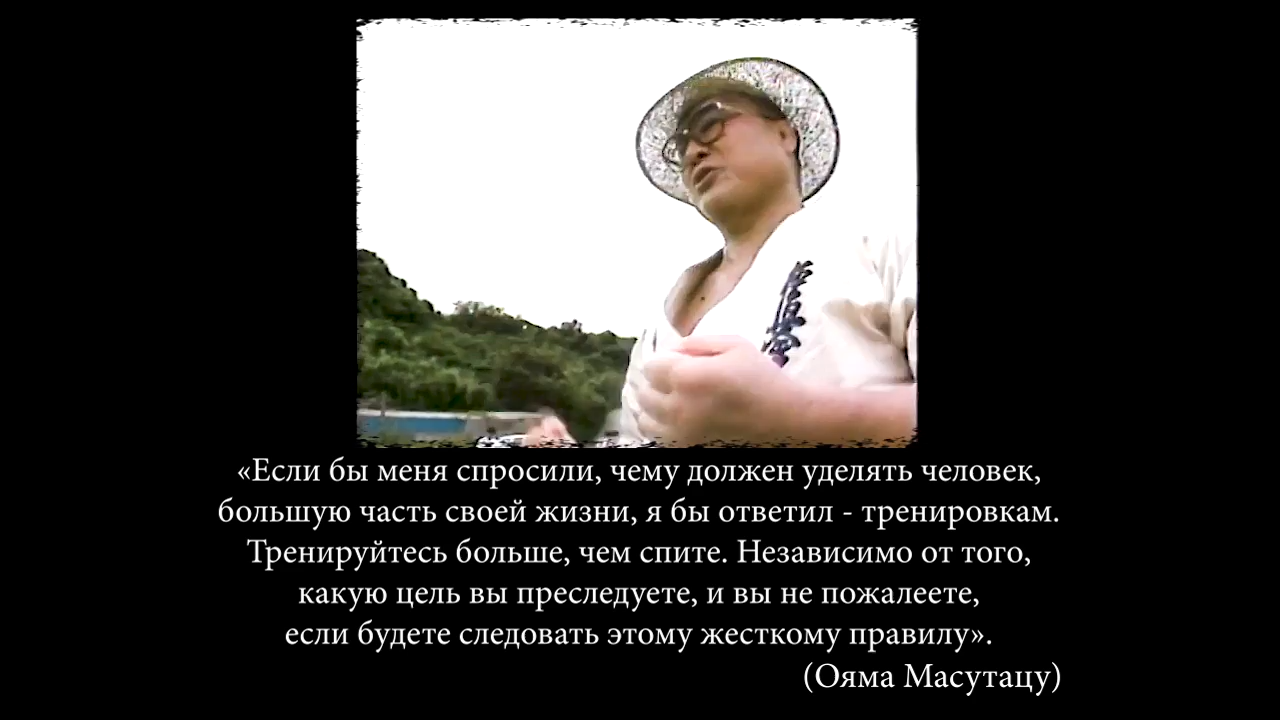 «Если бы меня спросили, чему должен уделять человек,
большую часть своей жизни, я бы ответил - тренировкам.
Тренируйтесь больше, чем спите. Независимо от того,
какую цель вы преследуете, и вы не пожалеете,
если будете следовать этому жесткому правилу».
(Ояма Масутацу)